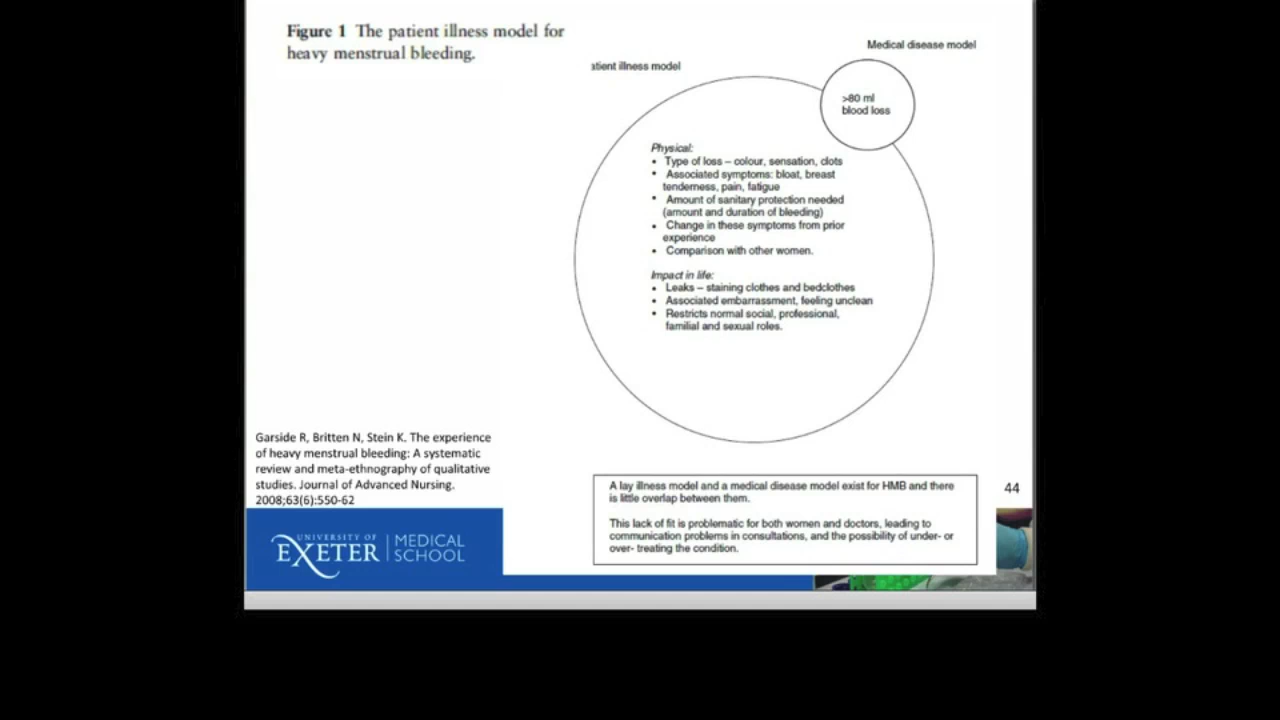 Figure 1 The patient illness model for
heavy menstrual bleeding.
Medical disease model
atient illness model
>80 ml
blood loss
Physical:
• Type of loss – colour, sensation, clots
• Associated symptoms: bloat, breast
tenderness, pain, fatigue
• Amount of sanitary protection needed
(amount and duration of bleeding)
• Change in these symptoms from prior
experience
• Comparison with other women.
Impact in life:
• Leaks – staining clothes and bedclothes
• Associated embarrassment, feeling unclean
• Restricts normal social, professional,
familial and sexual roles.
Garside R, Britten N, Stein K. The experience
of heavy menstrual bleeding: A systematic
review and meta-ethnography of qualitative
studies. Journal of Advanced Nursing.
2008;63(6):550-62
A lay illness model and a medical disease model exist for HMB and there
is little overlap between them.
This lack of fit is problematic for both women and doctors, leading to
communication problems in consultations, and the possibility of under- or
over- treating the condition.
44
UNIVERSITY OF
EXETER
MEDICAL
SCHOOL